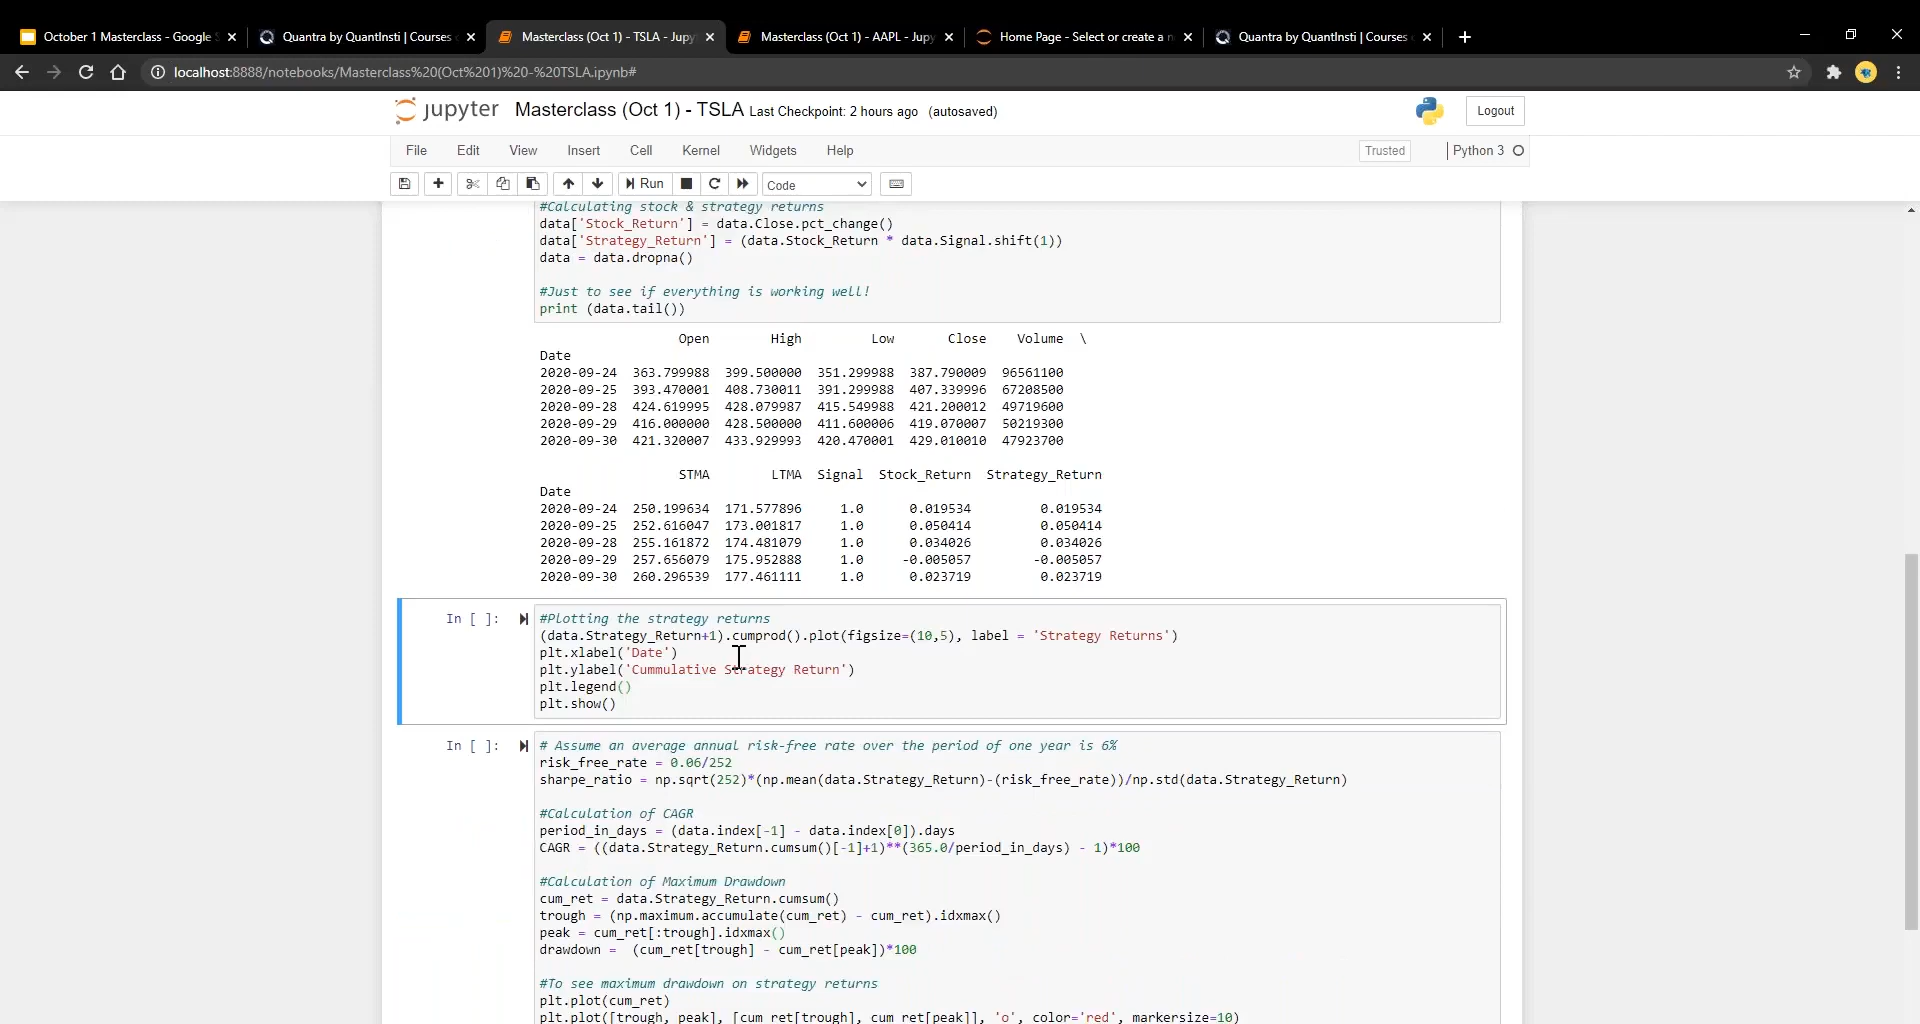 October 1 Masterclass - Google S
Quantra by QuantInsti | Courses
Masterclass (Oct 1) - TSLA - Jupy
Masterclass (Oct 1) - AAPL - Jup
Home Page - Select or create a n
Quantra by QuantInsti | Courses
localhost:8888/notebooks/Masterclass%20(Oct%201)%20-%20TSLA.ipynb#
jupyter Masterclass (Oct 1) - TSLA Last Checkpoint: 2 hours ago (autosaved)
Logout
File Edit View Insert Cell Kernel Widgets Help
Trusted
Python 3
Run
Code
#Calculating stock & strategy returns
data['Stock_Return'] = data.Close.pct_change()
data['Strategy_Return'] = (data.Stock_Return * data.Signal.shift(1))
data = data.dropna()
#Just to see if everything is working well!
print (data.tail())
Open High Low Close Volume \
Date
2020-09-24 363.799988 399.500000 351.299988 387.790009 96561100
2020-09-25 393.470001 408.730011 391.299988 407.339996 67208500
2020-09-28 424.619995 428.079987 415.549988 421.200012 49719600
2020-09-29 416.000000 428.500000 411.600006 419.070007 50219300
2020-09-30 421.320007 433.929993 420.470001 429.010010 47923700
STMA LTMA Signal Stock_Return Strategy_Return
Date
2020-09-24 250.199634 171.577896 1.0 0.019534 0.019534
2020-09-25 252.616047 173.001817 1.0 0.050414 0.050414
2020-09-28 255.161872 174.481079 1.0 0.034026 0.034026
2020-09-29 257.656079 175.952888 1.0 -0.005057 -0.005057
2020-09-30 260.296539 177.461111 1.0 0.023719 0.023719
In [ ]:
#Plotting the strategy returns
(data.Strategy_Return+1).cumprod().plot(figsize=(10,5), label = 'Strategy Returns')
plt.xlabel('Date')
plt.ylabel('Cummulative Strategy Return')
plt.legend()
plt.show()
In [ ]:
# Assume an average annual risk-free rate over the period of one year is 6%
risk_free_rate = 0.06/252
sharpe_ratio = np.sqrt(252)*(np.mean(data.Strategy_Return)-(risk_free_rate))/np.std(data.Strategy_Return)
#Calculation of CAGR
period_in_days = (data.index[-1] - data.index[0]).days
CAGR = ((data.Strategy_Return.cumsum()[-1]+1)**(365.0/period_in_days) - 1)*100
#Calculation of Maximum Drawdown
cum_ret = data.Strategy_Return.cumsum()
trough = (np.maximum.accumulate(cum_ret) - cum_ret).idxmax()
peak = cum_ret[:trough].idxmax()
drawdown = (cum_ret[trough] - cum_ret[peak])*100
#To see maximum drawdown on strategy returns
plt.plot(cum_ret)
plt.plot([trough, peak], [cum_ret[trough], cum_ret[peak]], 'o', color='red', markersize=10)